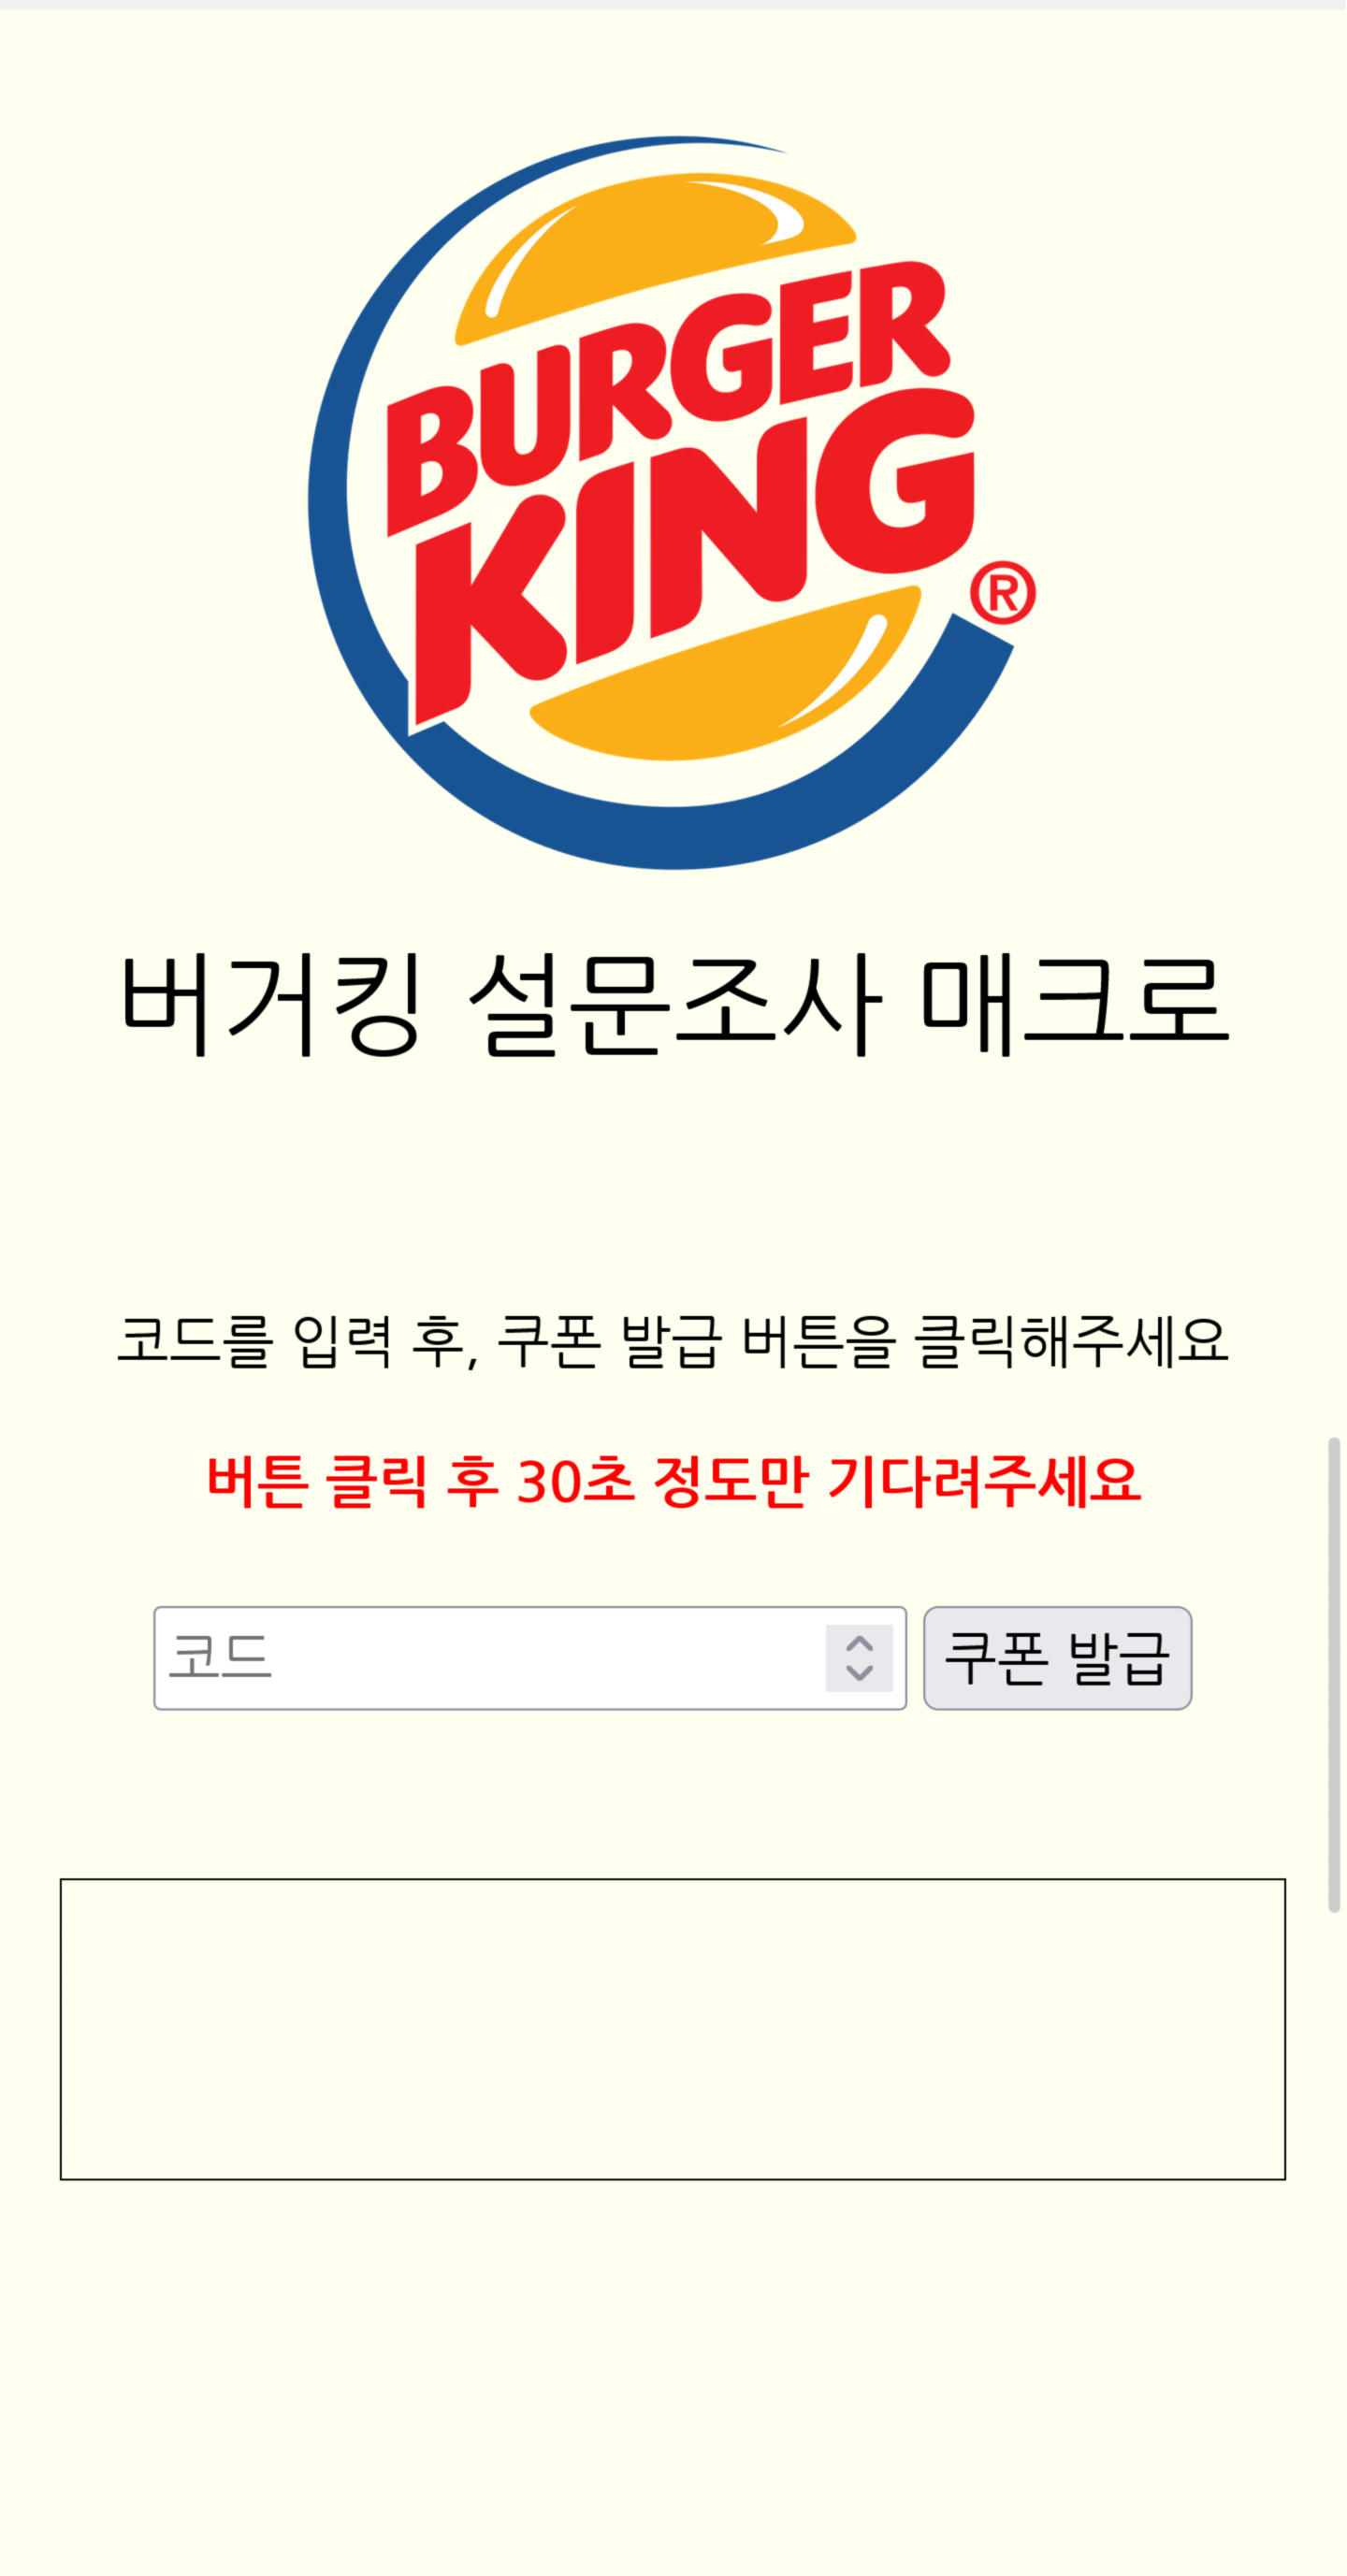 BURGER
KING
®
버거킹 설문조사 매크로
코드를 입력 후, 쿠폰 발급 버튼을 클릭해주세요
버튼 클릭 후 30초 정도만 기다려주세요
코드
쿠폰 발급